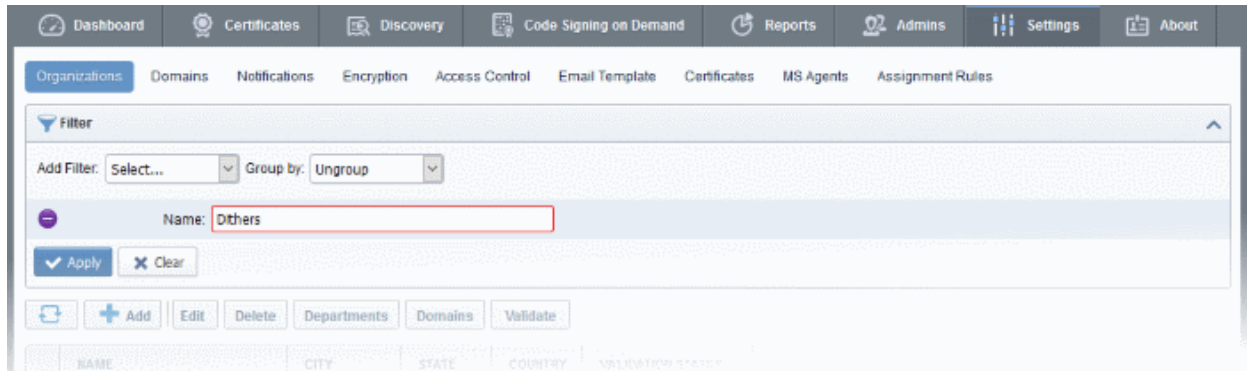 Dashboard Certificates Discovery Code Signing on Demand Reports Admins Settings About
Organizations Domains Notifications Encryption Access Control Email Template Certificates MS Agents Assignment Rules
Filter
Add Filter: Select... Group by: Ungroup
Name: Dithers
Apply Clear
Add Edit Delete Departments Domains Validate
NAME CITY STATE COUNTRY VALIDATION STATUS